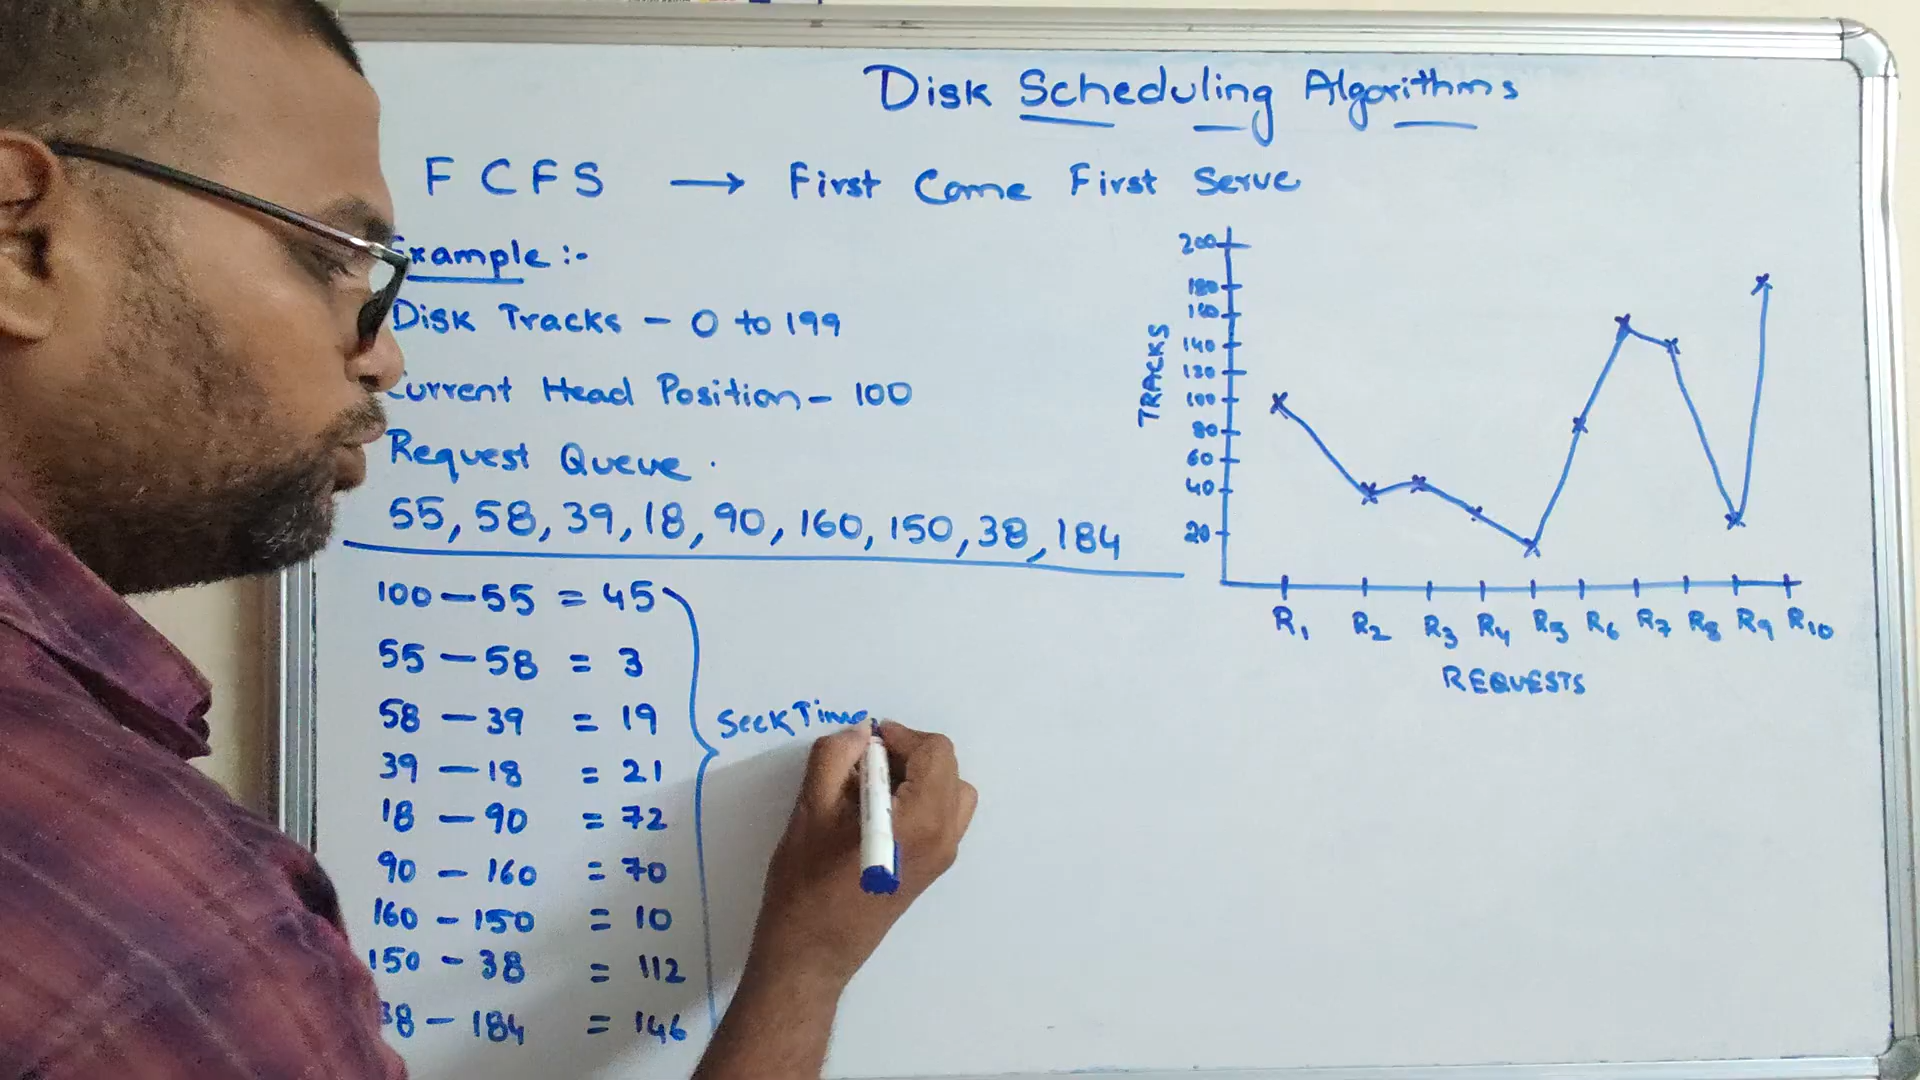 Disk Scheduling Algorithms
FCFS → First Come First Serve
Example :-
Disk Tracks - 0 to 199
Current Head Position - 100
Request Queue.
55, 58, 39, 18, 90, 160, 150, 38, 184
100 - 55 = 45
55 - 58 = 3
58 - 39 = 19
39 - 18 = 21
18 - 90 = 72
90 - 160 = 70
160 - 150 = 10
150 - 38 = 112
38 - 184 = 146
Seek Time
TRACKS
200
180
160
140
120
100
80
60
40
20
R1 R2 R3 R4 R5 R6 R7 R8 R9 R10
REQUESTS